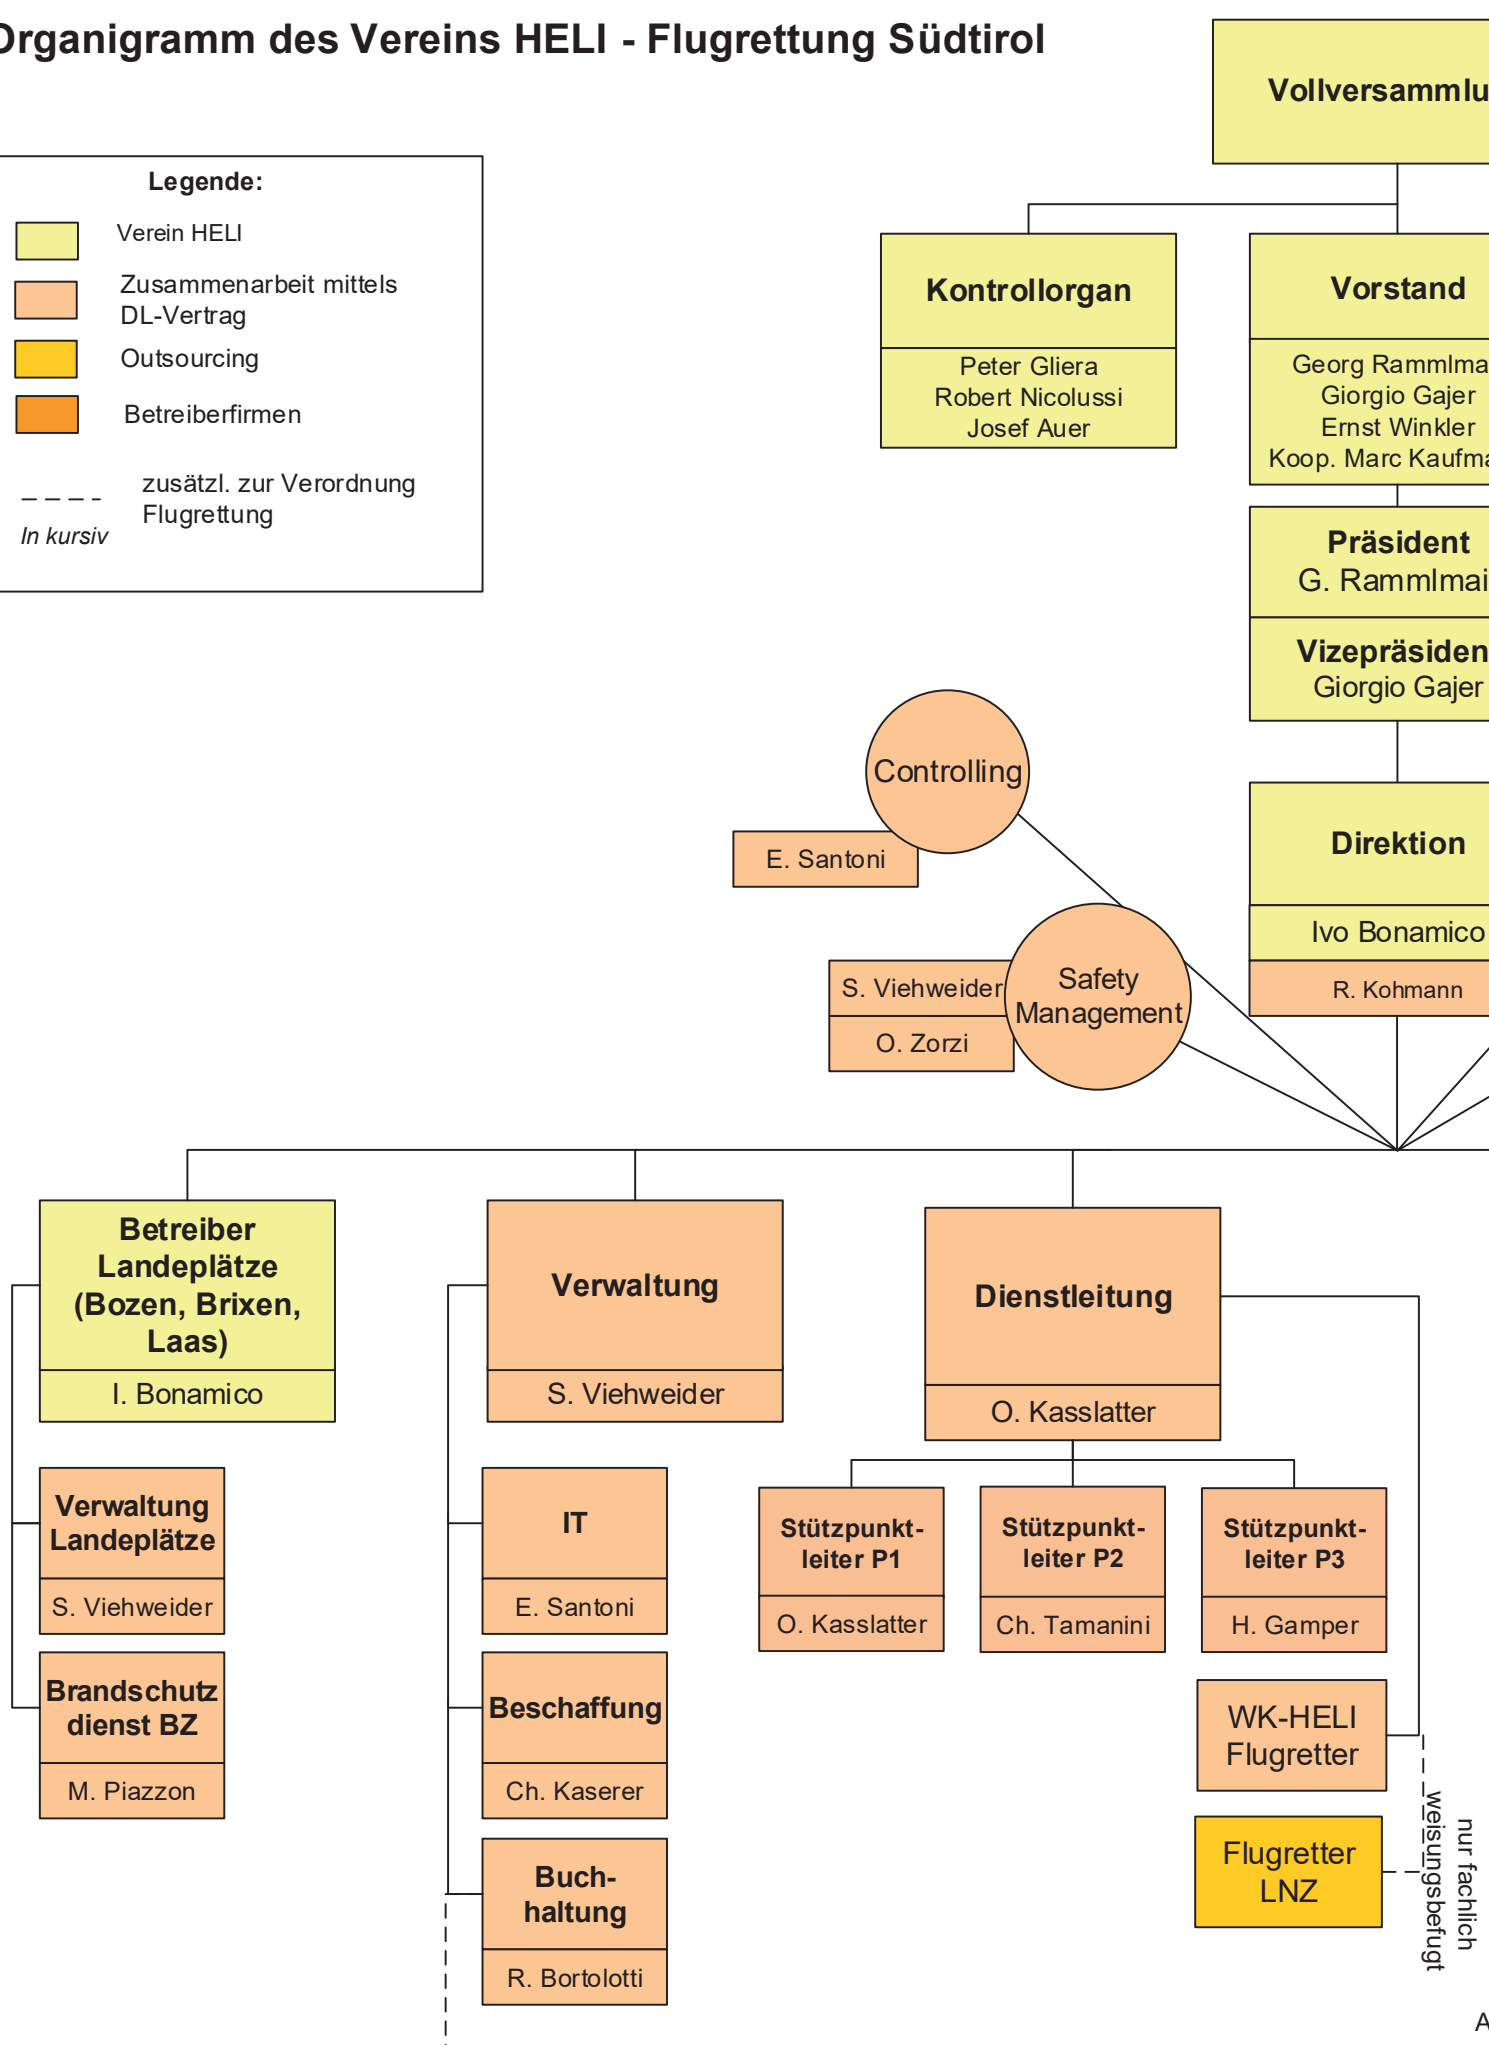 Organigramm des Vereins HELI - Flugrettung Südtirol
Vollversammlu
Legende:
Verein HELI
Zusammenarbeit mittels
DL-Vertrag
Outsourcing
Betreiberfirmen
zusätzl. zur Verordnung
Flugrettung
In kursiv
Kontrollorgan
Peter Gliera
Robert Nicolussi
Josef Auer
Vorstand
Georg Rammlma
Giorgio Gajer
Ernst Winkler
Koop. Marc Kaufma
Präsident
G. Rammlmai
Vizepräsiden
Giorgio Gajer
Controlling
E. Santoni
Direktion
Ivo Bonamico
R. Kohmann
Safety
Management
S. Viehweider
O. Zorzi
Betreiber
Landeplätze
(Bozen, Brixen,
Laas)
I. Bonamico
Verwaltung
Landeplätze
S. Viehweider
Brandschutz
dienst BZ
M. Piazzon
Verwaltung
S. Viehweider
IT
E. Santoni
Beschaffung
Ch. Kaserer
Buch-
haltung
R. Bortolotti
Dienstleitung
O. Kasslatter
Stützpunkt-
leiter P1
O. Kasslatter
Stützpunkt-
leiter P2
Ch. Tamanini
Stützpunkt-
leiter P3
H. Gamper
WK-HELI
Flugretter
Flugretter
LNZ
nur fachlich
weisungsbefugt
A